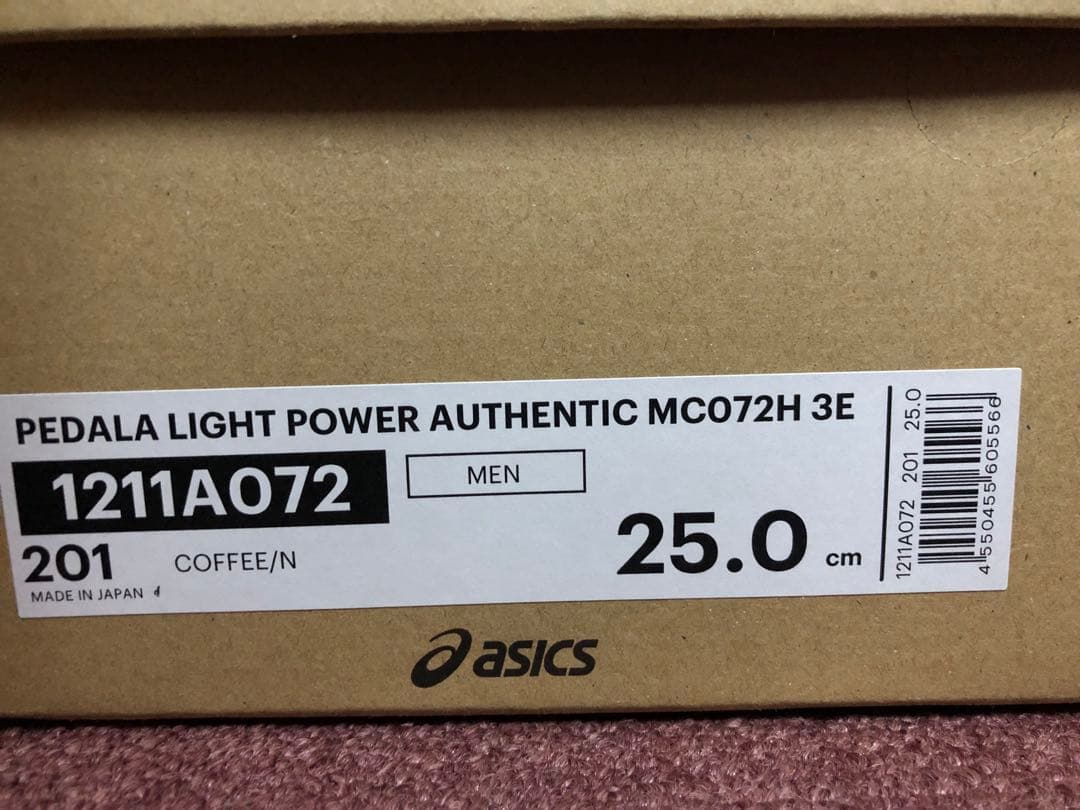 PEDALA LIGHT POWER AUTHENTIC MC072H 3E
1211A072
MEN
201
COFFEE/N
25.0 cm
MADE IN JAPAN
1211A072 201 25.0
4550455605566
asics